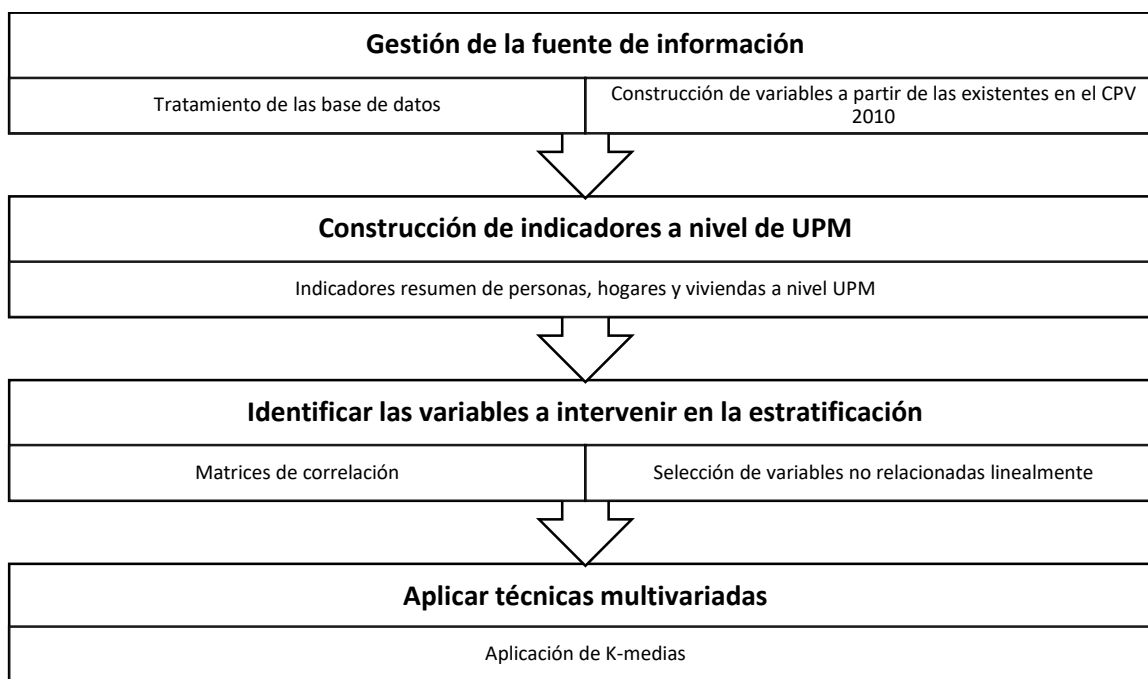 Gestión de la fuente de información
Tratamiento de las base de datos
Construcción de variables a partir de las existentes en el CPV
2010
Construcción de indicadores a nivel de UPM
Indicadores resumen de personas, hogares y viviendas a nivel UPM
Identificar las variables a intervenir en la estratificación
Matrices de correlación
Selección de variables no relacionadas linealmente
Aplicar técnicas multivariadas
Aplicación de K-medias